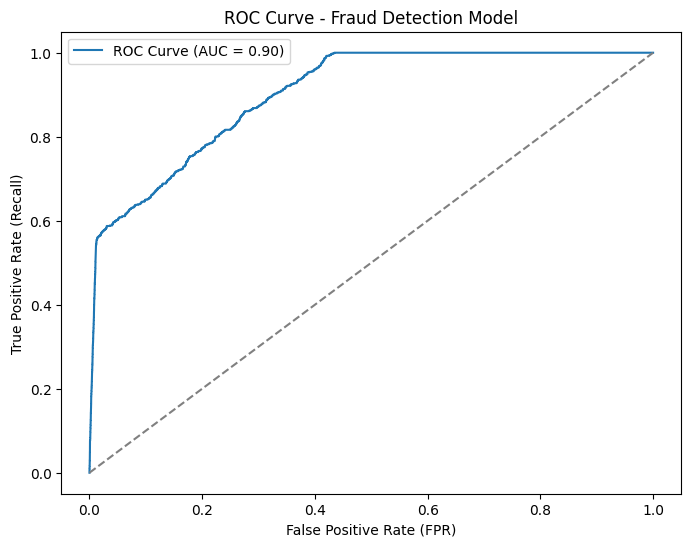 ROC Curve - Fraud Detection Model
ROC Curve (AUC = 0.90)
True Positive Rate (Recall)
1.0
0.8
0.6
0.4
0.2
0.0
0.0 0.2 0.4 0.6 0.8 1.0
False Positive Rate (FPR)